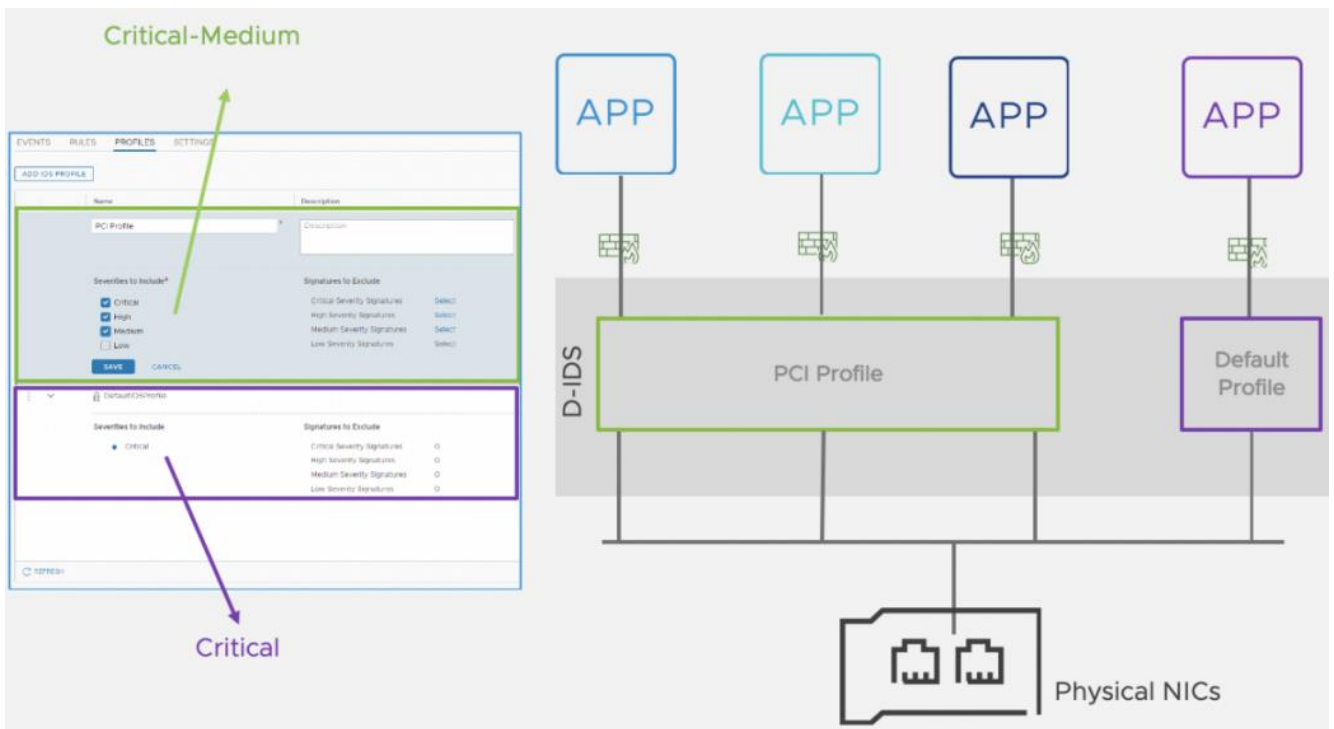 Critical-Medium
EVENTS RULES PROFILES SETTINGS
ADD IDS PROFILE
Name Description
PCI Profile * Description
Severities to Include* Signatures to Exclude
Critical Critical Severity Signatures Select
High High Severity Signatures Select
Medium Medium Severity Signatures Select
Low Low Severity Signatures Select
SAVE CANCEL
DefaultIDSProfile
Severities to Include Signatures to Exclude
Critical Critical Severity Signatures 0
High Severity Signatures 0
Medium Severity Signatures 0
Low Severity Signatures 0
REFRESH
Critical
APP APP APP APP
D-IDS
PCI Profile
Default
Profile
Physical NICs